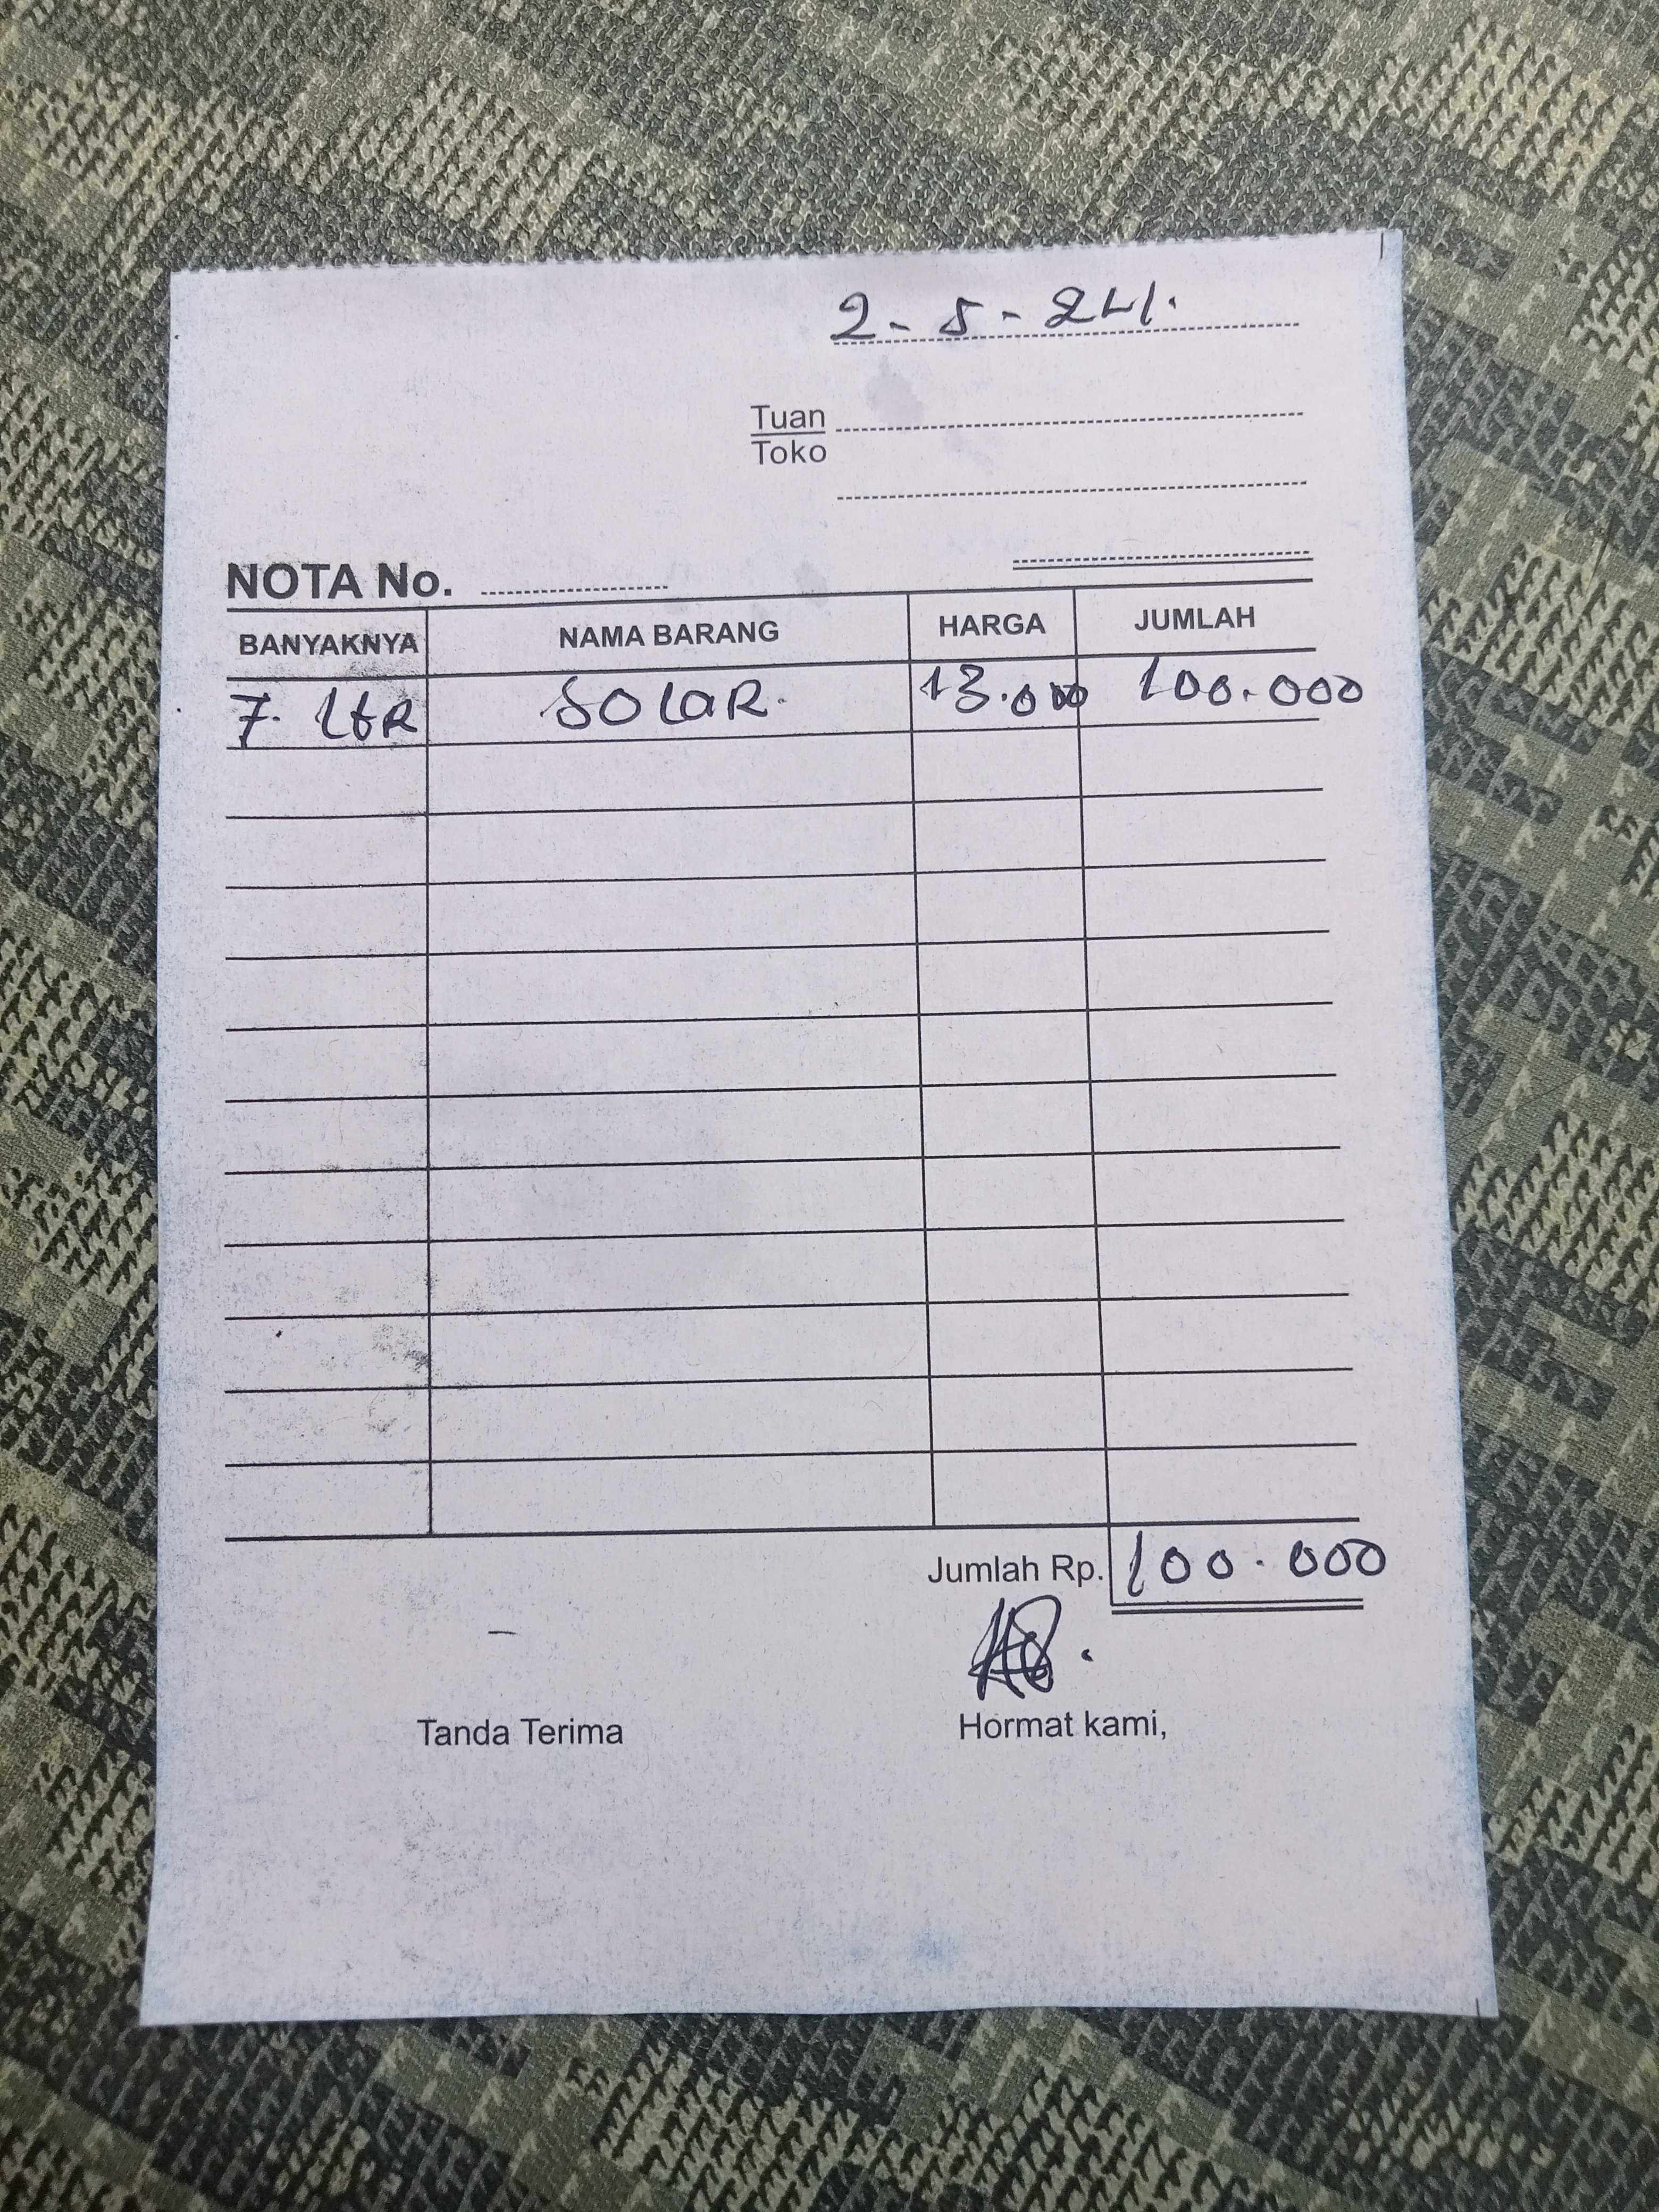 2-5-24.
Tuan
Toko
NOTA No.
BANYAKNYA NAMA BARANG HARGA JUMLAH
7. LtR SOLaR. 13.000 100.000
Jumlah Rp. 100.000
Tanda Terima Hormat kami,